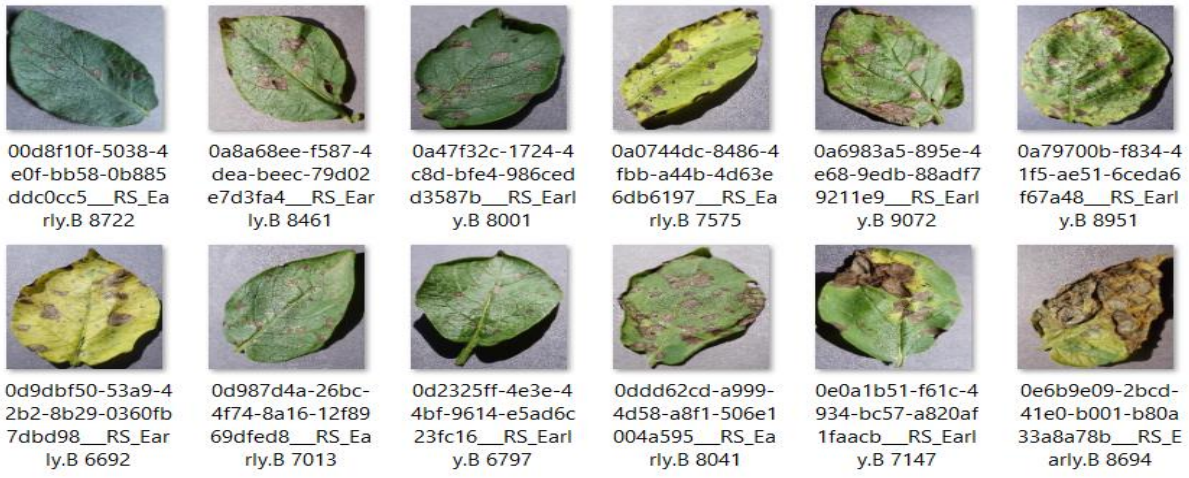 00d8f10f-5038-4
e0f-bb58-0b885
ddc0cc5___RS_Ea
rly.B 8722
0a8a68ee-f587-4
dea-beec-79d02
e7d3fa4___RS_Ear
ly.B 8461
0a47f32c-1724-4
c8d-bfe4-986ced
d3587b___RS_Earl
y.B 8001
0a0744dc-8486-4
fbb-a44b-4d63e
6db6197___RS_Ea
rly.B 7575
0a6983a5-895e-4
e68-9edb-88adf7
9211e9___RS_Earl
y.B 9072
0a79700b-f834-4
1f5-ae51-6ceda6
f67a48___RS_Earl
y.B 8951
0d9dbf50-53a9-4
2b2-8b29-0360fb
7dbd98___RS_Ear
ly.B 6692
0d987d4a-26bc-
4f74-8a16-12f89
69dfed8___RS_Ea
rly.B 7013
0d2325ff-4e3e-4
4bf-9614-e5ad6c
23fc16___RS_Earl
y.B 6797
0ddd62cd-a999-
4d58-a8f1-506e1
004a595___RS_Ea
rly.B 8041
0e0a1b51-f61c-4
934-bc57-a820af
1faacb___RS_Earl
y.B 7147
0e6b9e09-2bcd-
41e0-b001-b80a
33a8a78b___RS_E
arly.B 8694